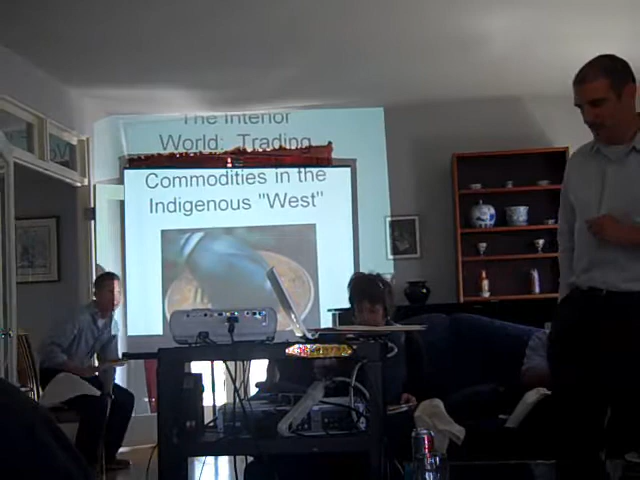 The Interior
World: Trading
Commodities in the
Indigenous "West"